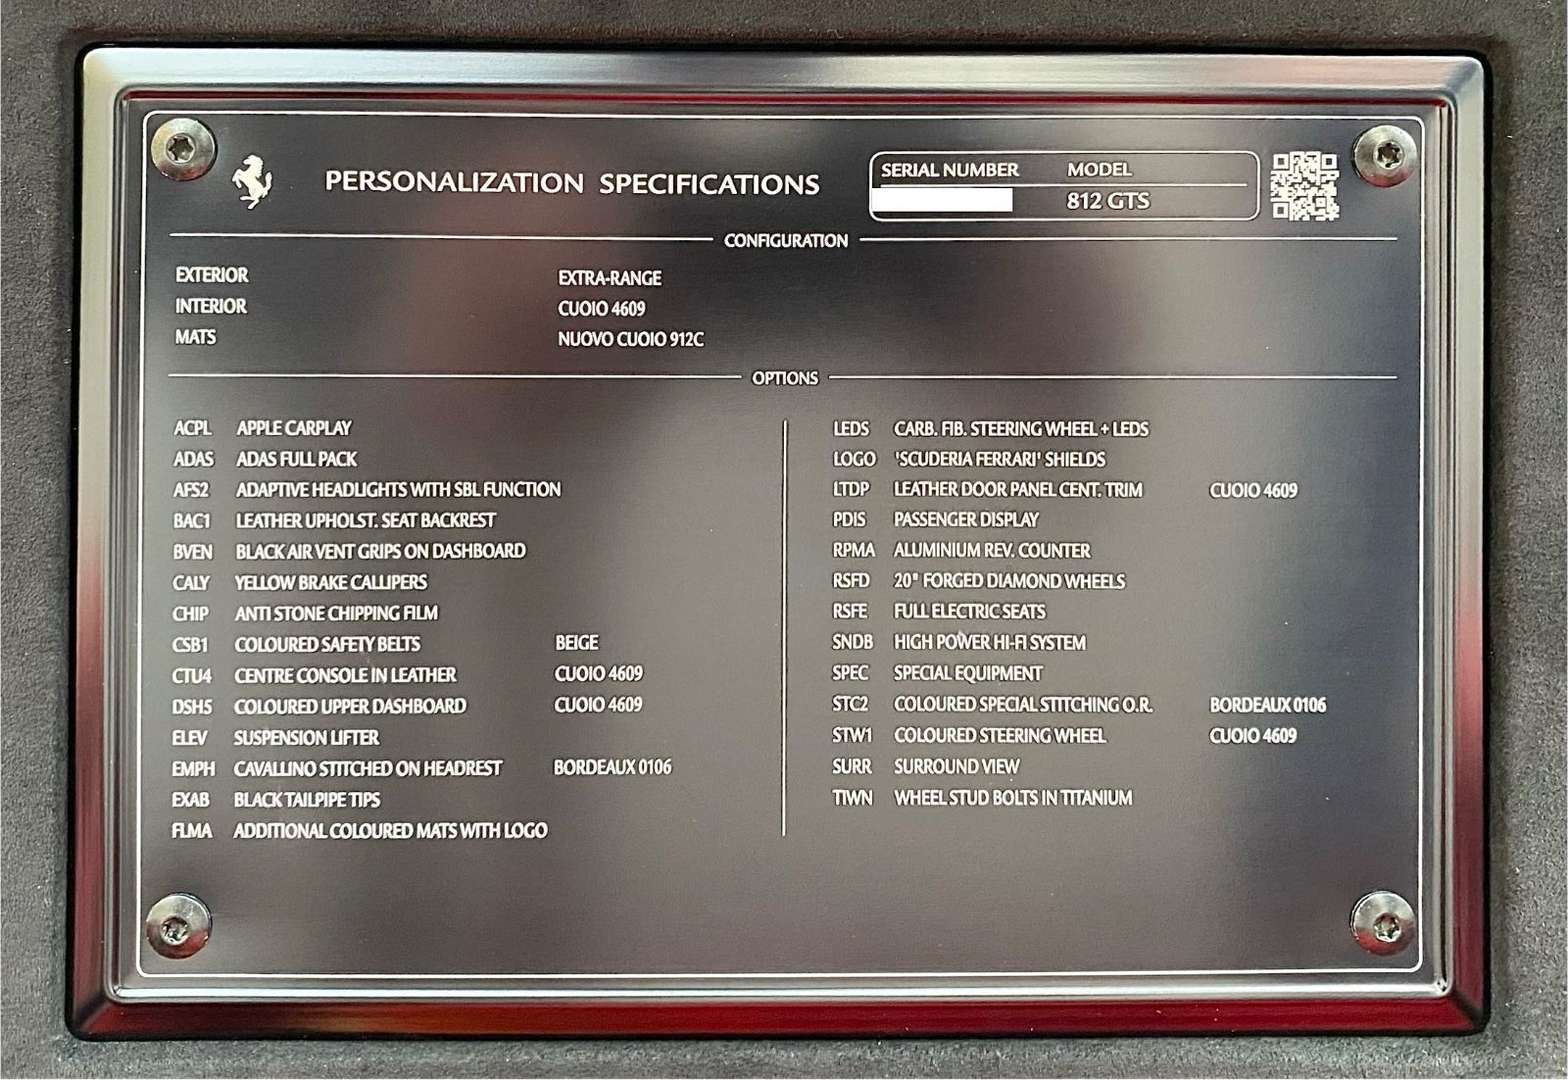 PERSONALIZATION SPECIFICATIONS
SERIAL NUMBER MODEL
812 GTS
CONFIGURATION
EXTERIOR EXTRA-RANGE
INTERIOR CUOIO 4609
MATS NUOVO CUOIO 912C
OPTIONS
ACPL APPLE CARPLAY
ADAS ADAS FULL PACK
AFS2 ADAPTIVE HEADLIGHTS WITH SBL FUNCTION
BAC1 LEATHER UPHOLST. SEAT BACKREST
BVEN BLACK AIR VENT GRIPS ON DASHBOARD
CALY YELLOW BRAKE CALLIPERS
CHIP ANTI STONE CHIPPING FILM
CSB1 COLOURED SAFETY BELTS BEIGE
CTU4 CENTRE CONSOLE IN LEATHER CUOIO 4609
DSH5 COLOURED UPPER DASHBOARD CUOIO 4609
ELEV SUSPENSION LIFTER
EMPH CAVALLINO STITCHED ON HEADREST BORDEAUX 0106
EXAB BLACK TAILPIPE TIPS
FLMA ADDITIONAL COLOURED MATS WITH LOGO
LEDS CARB. FIB. STEERING WHEEL + LEDS
LOGO 'SCUDERIA FERRARI' SHIELDS
LTDP LEATHER DOOR PANEL CENT. TRIM CUOIO 4609
PDIS PASSENGER DISPLAY
RPMA ALUMINIUM REV. COUNTER
RSFD 20" FORGED DIAMOND WHEELS
RSFE FULL ELECTRIC SEATS
SNDB HIGH POWER HI-FI SYSTEM
SPEC SPECIAL EQUIPMENT
STC2 COLOURED SPECIAL STITCHING O.R. BORDEAUX 0106
STW1 COLOURED STEERING WHEEL CUOIO 4609
SURR SURROUND VIEW
TIWN WHEEL STUD BOLTS IN TITANIUM